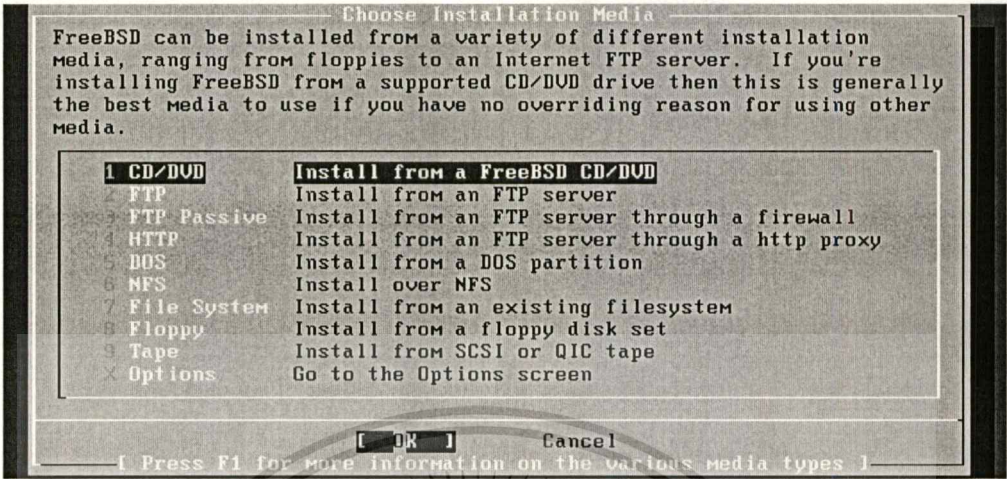 Choose Installation Media
FreeBSD can be installed from a variety of different installation
media, ranging from floppies to an Internet FTP server.  If you're
installing FreeBSD from a supported CD/DVD drive then this is generally
the best media to use if you have no overriding reason for using other
media.
1 CD/DVD Install from a FreeBSD CD/DVD
2 FTP Install from an FTP server
3 FTP Passive Install from an FTP server through a firewall
4 HTTP Install from an FTP server through a http proxy
5 DOS Install from a DOS partition
6 NFS Install over NFS
7 File System Install from an existing filesystem
8 Floppy Install from a floppy disk set
9 Tape Install from SCSI or QIC tape
X Options Go to the Options screen
[ OK ] Cancel
[ Press F1 for more information on the various media types ]